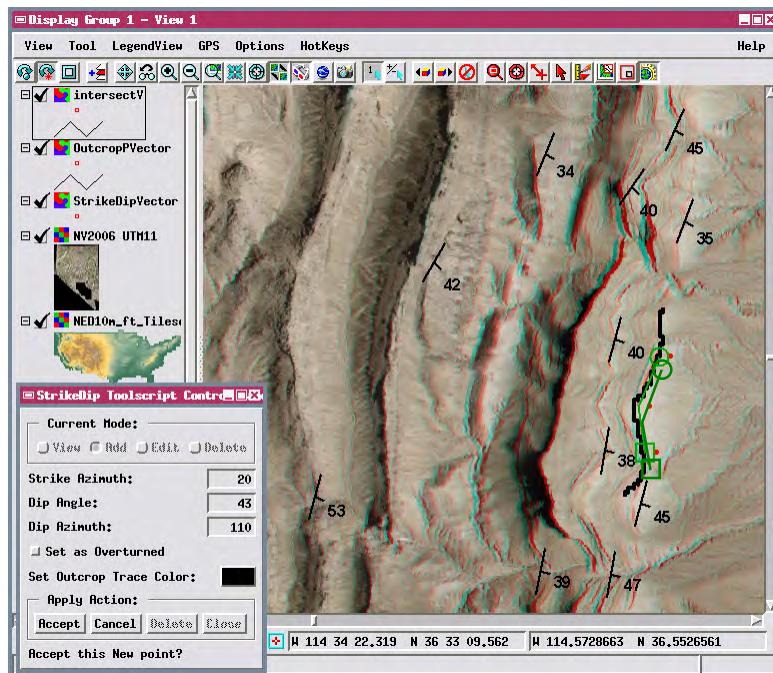 Display Group 1 - View 1
View Tool LegendView GPS Options HotKeys Help
intersectV
OutcropPVector
StrikeDipVector
NV2006 UTM11
NED10m_ft_Tiles
34
45
40
35
42
40
38
45
53
39
47
StrikeDip Toolscript Contro
Current Mode:
View Add Edit Delete
Strike Azimuth: 20
Dip Angle: 43
Dip Azimuth: 110
Set as Overturned
Set Outcrop Trace Color:
Apply Action:
Accept Cancel Delete Close
Accept this New point?
W 114 34 22.319 N 36 33 09.562 W 114.5728663 N 36.5526561